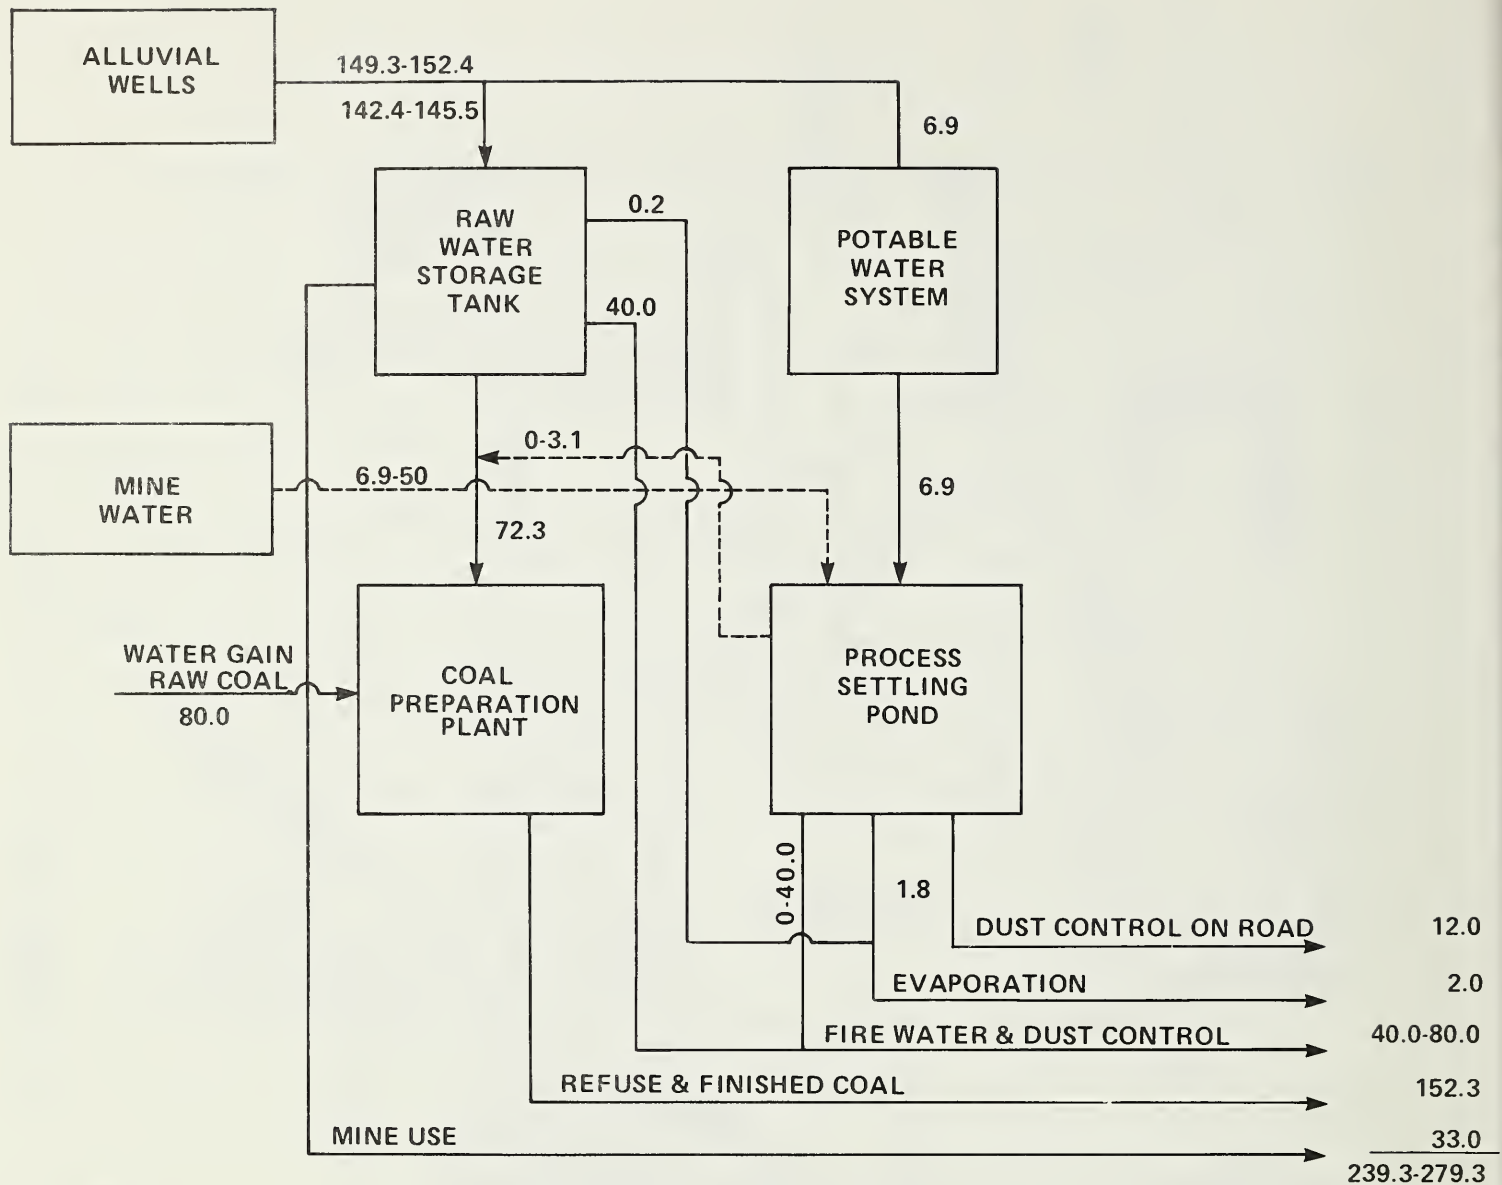 ALLUVIAL
WELLS
149.3-152.4
142.4-145.5
6.9
RAW
WATER
STORAGE
TANK
0.2
40.0
POTABLE
WATER
SYSTEM
MINE
WATER
6.9-50
0-3.1
72.3
6.9
WATER GAIN
RAW COAL
80.0
COAL
PREPARATION
PLANT
PROCESS
SETTLING
POND
0-40.0
1.8
DUST CONTROL ON ROAD 12.0
EVAPORATION 2.0
FIRE WATER & DUST CONTROL 40.0-80.0
REFUSE & FINISHED COAL 152.3
MINE USE 33.0
239.3-279.3